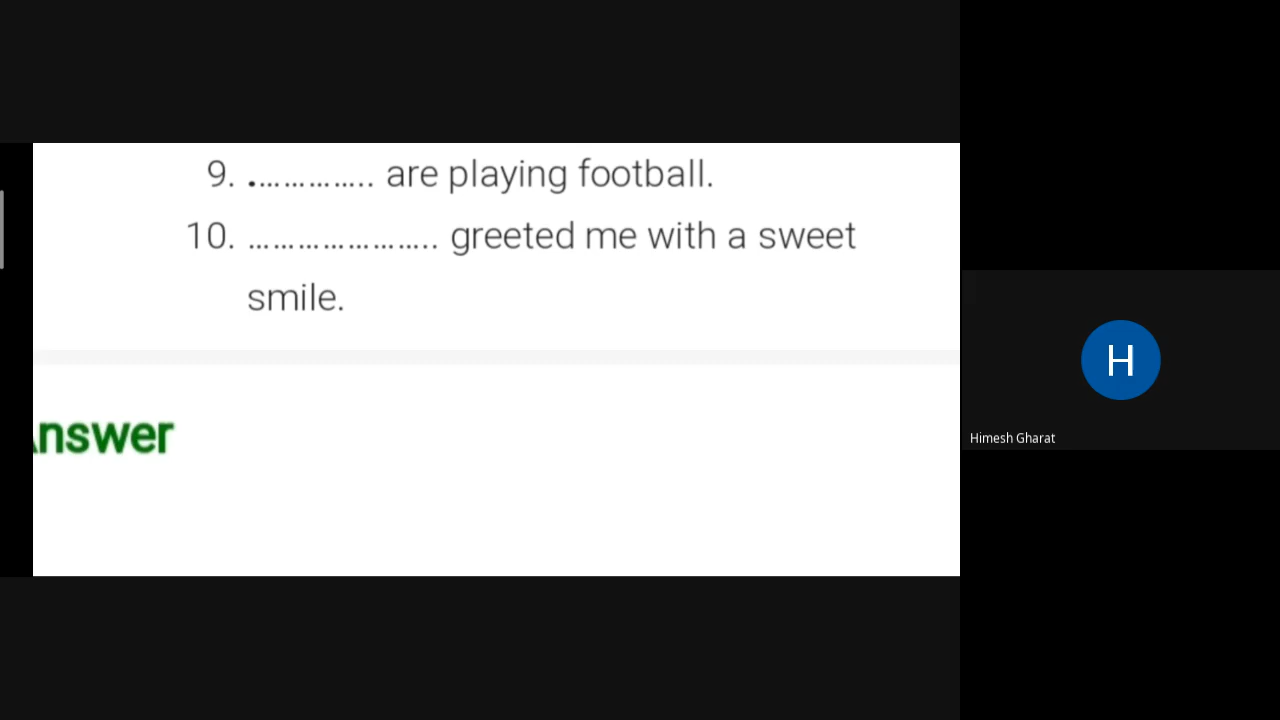 9. .………….. are playing football.
10. ………………….. greeted me with a sweet
smile.
nswer
H
Himesh Gharat